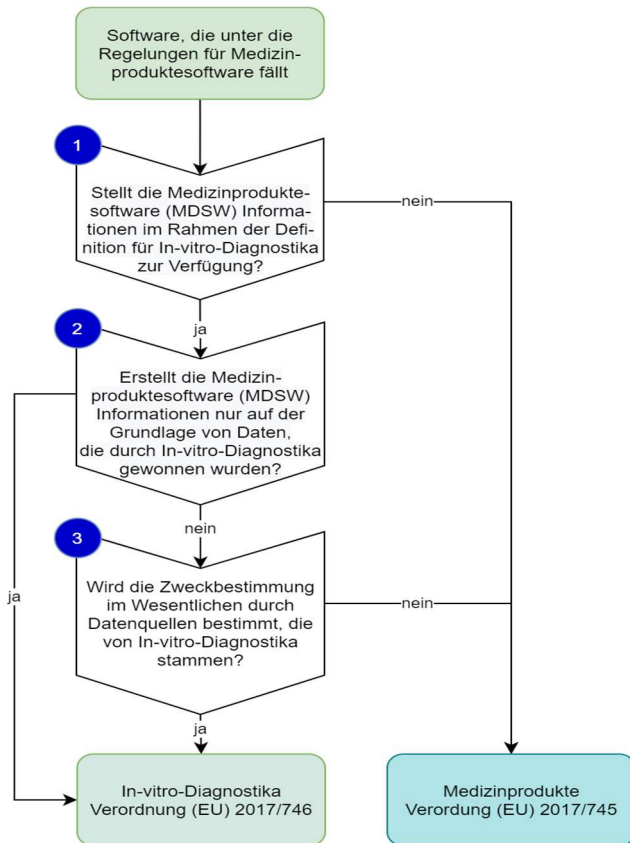 Software, die unter die
Regelungen für Medizin-
produktesoftware fällt
1
Stellt die Medizinprodukte-
software (MDSW) Informa-
tionen im Rahmen der Defi-
nition für In-vitro-Diagnostika
zur Verfügung?
nein
ja
2
Erstellt die Medizin-
produktesoftware (MDSW)
Informationen nur auf der
Grundlage von Daten,
die durch In-vitro-Diagnostika
gewonnen wurden?
nein
3
Wird die Zweckbestimmung
im Wesentlichen durch
Datenquellen bestimmt, die
von In-vitro-Diagnostika
stammen?
ja
nein
ja
In-vitro-Diagnostika
Verordnung (EU) 2017/746
Medizinprodukte
Verordung (EU) 2017/745